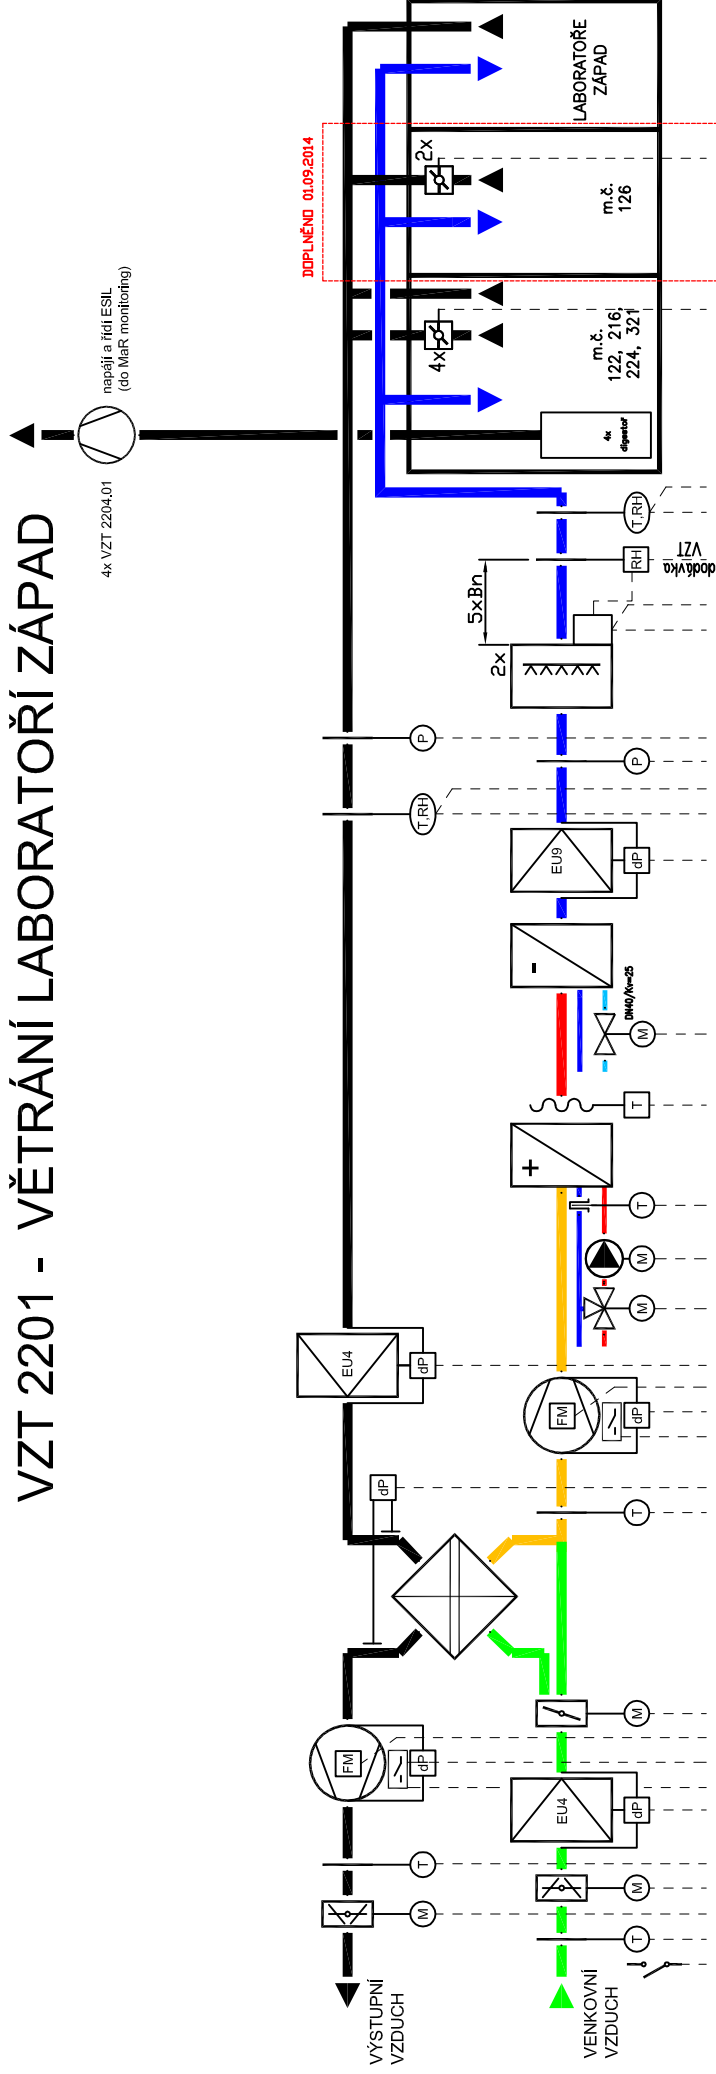 VZT 2201 - VĚTRÁNÍ LABORATOŘÍ ZÁPAD
4x VZT 2204.01
napájí a řídí ESIL
(do MaR monitoring)
DOPLNĚNO 01.09.2014
VÝSTUPNÍ
VZDUCH
M
T
FM
dP
dP
EU4
dP
T,RH
P
4x
2x
VENKOVNÍ
VZDUCH
T
M
EU4
dP
M
T
FM
dP
M
M
T
+
T
M
DN40/Kv=25
-
EU9
dP
P
2x
5xBn
RH
dodávka
VZT
T,RH
4x
digestoř
m.č.
122, 216,
224, 321
m.č.
126
LABORATOŘE
ZÁPAD